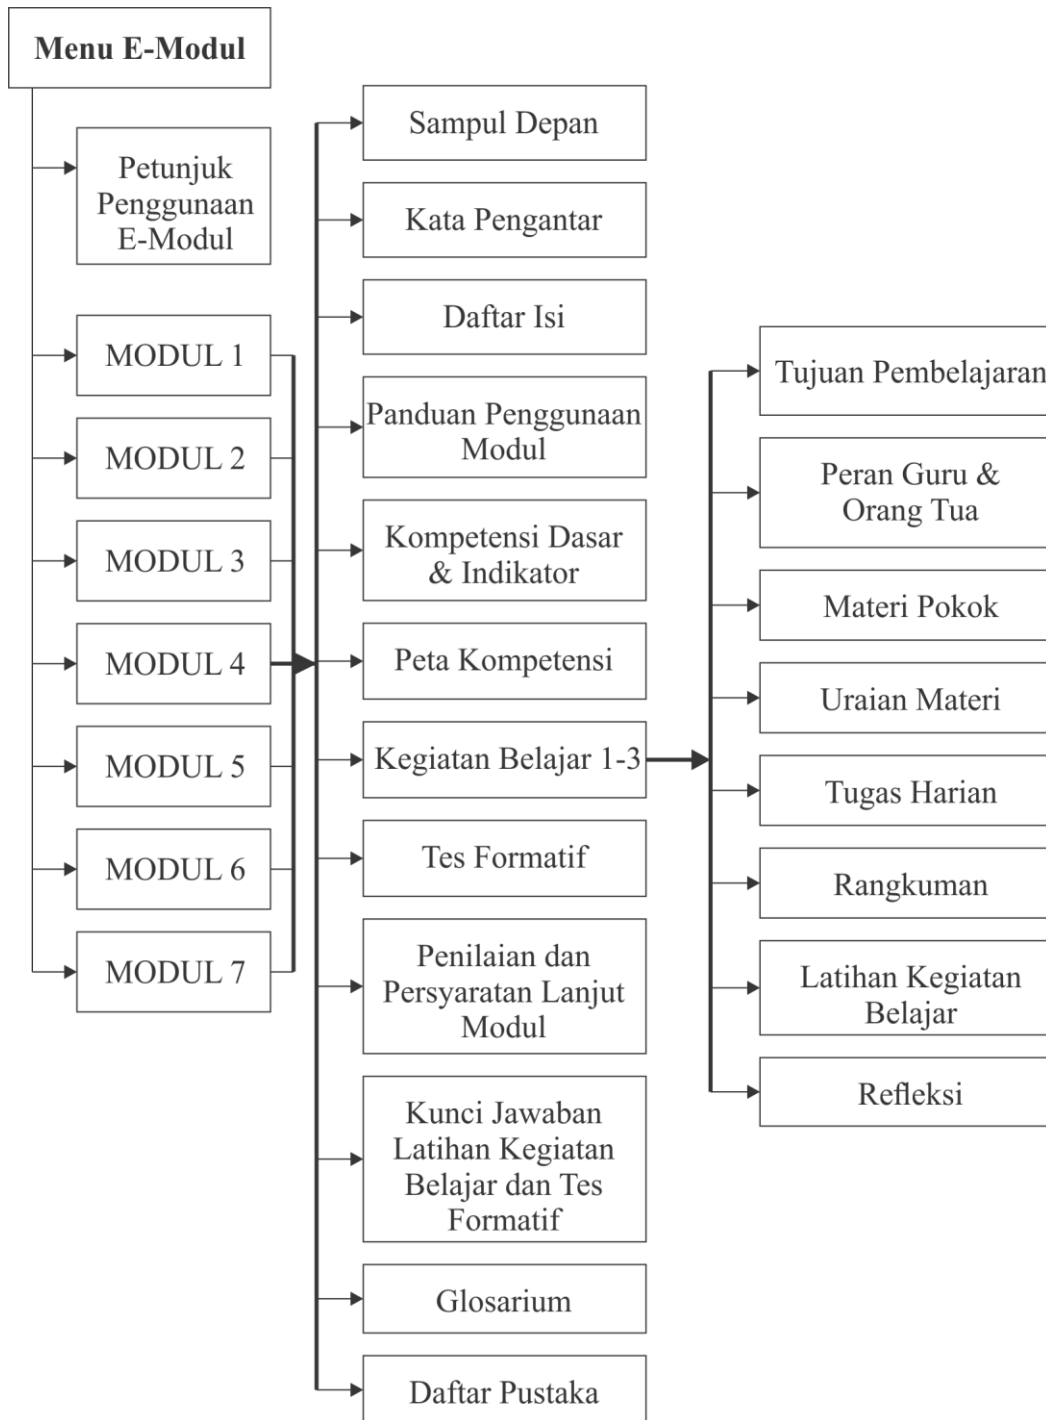 Menu E-Modul
Petunjuk
Penggunaan
E-Modul
MODUL 1
MODUL 2
MODUL 3
MODUL 4
MODUL 5
MODUL 6
MODUL 7
Sampul Depan
Kata Pengantar
Daftar Isi
Panduan Penggunaan
Modul
Kompetensi Dasar
& Indikator
Peta Kompetensi
Kegiatan Belajar 1-3
Tes Formatif
Penilaian dan
Persyaratan Lanjut
Modul
Kunci Jawaban
Latihan Kegiatan
Belajar dan Tes
Formatif
Glosarium
Daftar Pustaka
Tujuan Pembelajaran
Peran Guru &
Orang Tua
Materi Pokok
Uraian Materi
Tugas Harian
Rangkuman
Latihan Kegiatan
Belajar
Refleksi